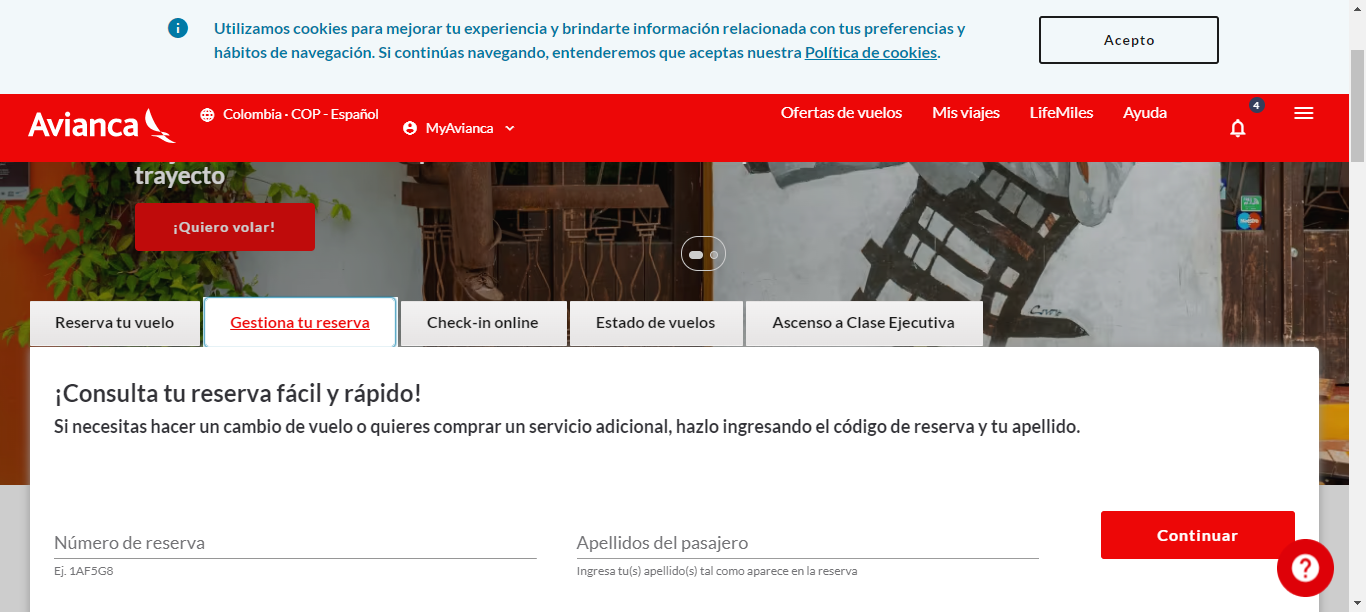 Utilizamos cookies para mejorar tu experiencia y brindarte información relacionada con tus preferencias y
hábitos de navegación. Si continúas navegando, entenderemos que aceptas nuestra Política de cookies.
Acepto
Avianca
Colombia · COP - Español
MyAvianca
Ofertas de vuelos
Mis viajes
LifeMiles
Ayuda
4
trayecto
¡Quiero volar!
Reserva tu vuelo
Gestiona tu reserva
Check-in online
Estado de vuelos
Ascenso a Clase Ejecutiva
¡Consulta tu reserva fácil y rápido!
Si necesitas hacer un cambio de vuelo o quieres comprar un servicio adicional, hazlo ingresando el código de reserva y tu apellido.
Número de reserva
Ej. 1AF5G8
Apellidos del pasajero
Ingresa tu(s) apellido(s) tal como aparece en la reserva
Continuar